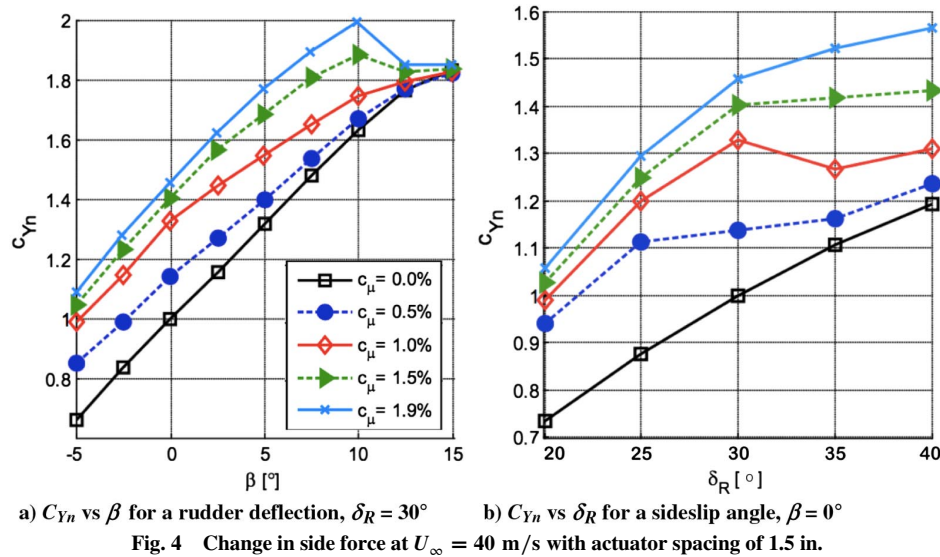 2
1.8
1.6
1.4
1.2
1
0.8
C_Yn
-5 0 5 10 15
β [°]
c_μ = 0.0%
c_μ = 0.5%
c_μ = 1.0%
c_μ = 1.5%
c_μ = 1.9%
1.6
1.5
1.4
1.3
1.2
1.1
1
0.9
0.8
0.7
C_Yn
20 25 30 35 40
δ_R [ ○ ]
a) C_Yn vs β for a rudder deflection, δ_R = 30°
b) C_Yn vs δ_R for a sideslip angle, β = 0°
Fig. 4 Change in side force at U_∞ = 40 m/s with actuator spacing of 1.5 in.